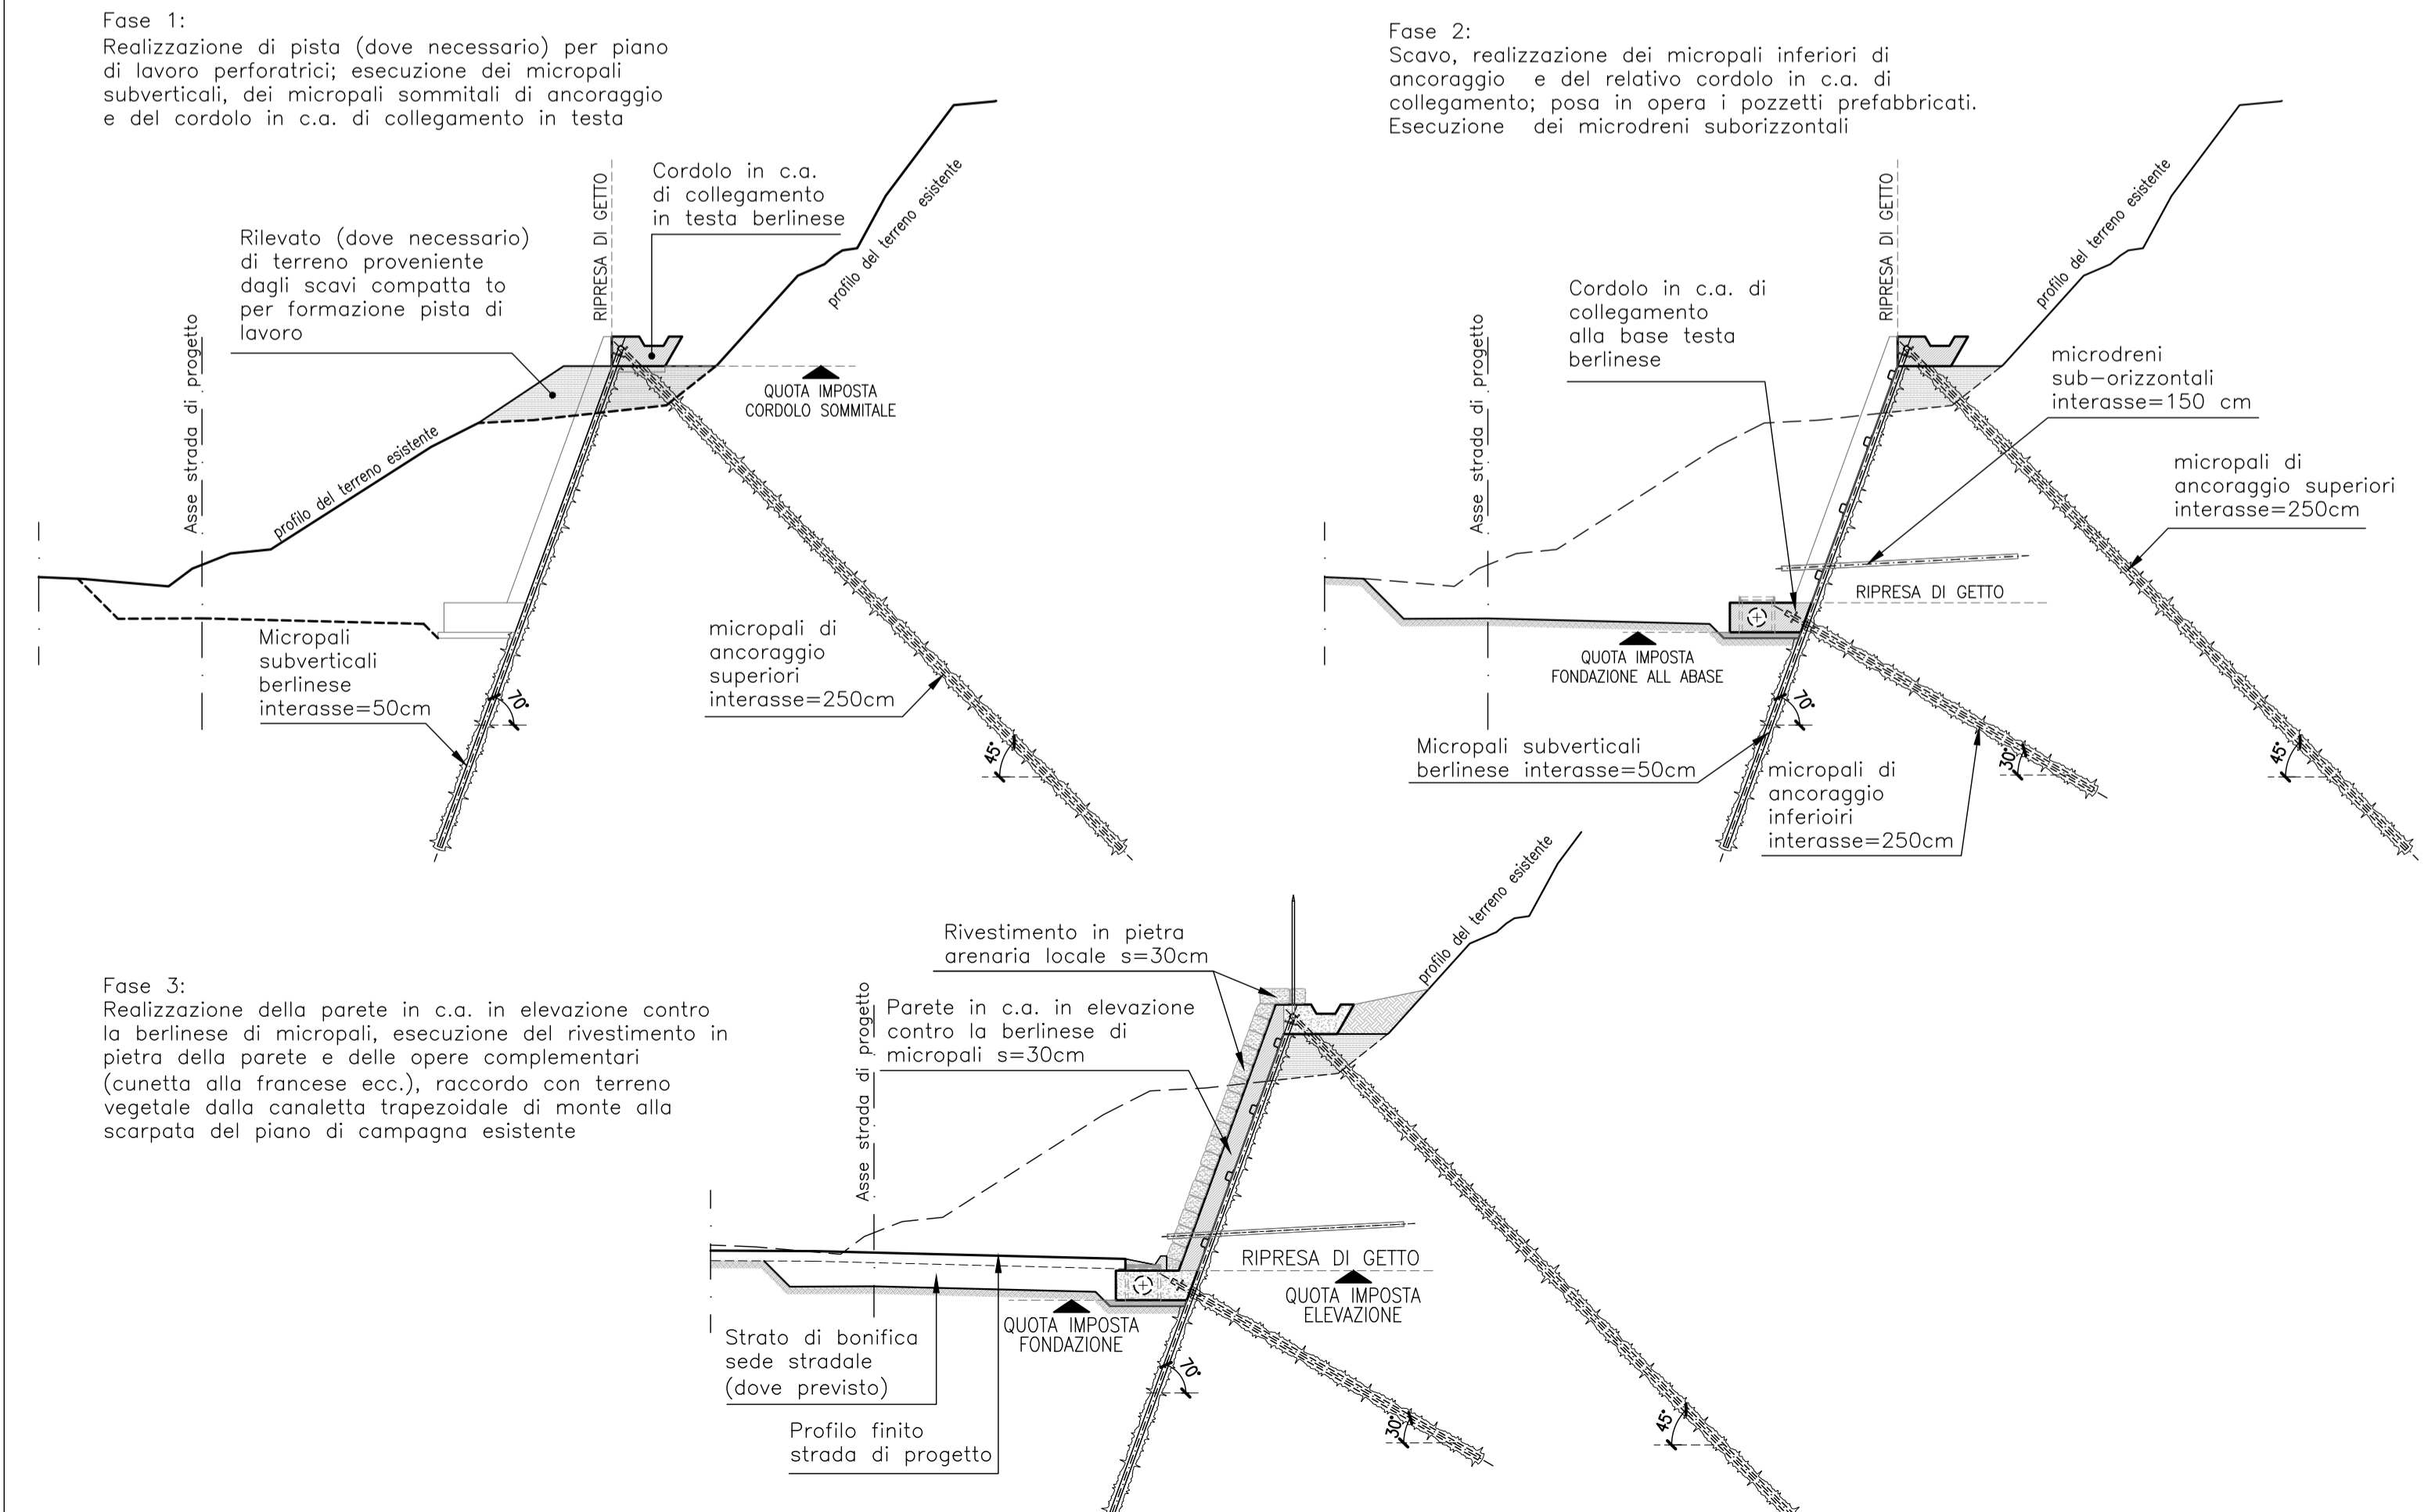 Fase 1:
Realizzazione di pista (dove necessario) per piano
di lavoro perforatrici; esecuzione dei micropali
subverticali, dei micropali sommitali di ancoraggio
e del cordolo in c.a. di collegamento in testa
Cordolo in c.a.
di collegamento
in testa berlinese
RIPRESA DI GETTO
Rilevato (dove necessario)
di terreno proveniente
dagli scavi compatta to
per formazione pista di
lavoro
profilo del terreno esistente
Asse strada di progetto
QUOTA IMPOSTA
CORDOLO SOMMITALE
profilo del terreno esistente
Micropali
subverticali
berlinese
interasse=50cm
70°
micropali di
ancoraggio
superiori
interasse=250cm
45°
Fase 2:
Scavo, realizzazione dei micropali inferiori di
ancoraggio e del relativo cordolo in c.a. di
collegamento; posa in opera i pozzetti prefabbricati.
Esecuzione dei microdreni suborizzontali
RIPRESA DI GETTO
profilo del terreno esistente
Cordolo in c.a. di
collegamento
alla base testa
berlinese
Asse strada di progetto
microdreni
sub-orizzontali
interasse=150 cm
micropali di
ancoraggio superiori
interasse=250cm
RIPRESA DI GETTO
QUOTA IMPOSTA
FONDAZIONE ALL ABASE
70°
Micropali subverticali
berlinese interasse=50cm
micropali di
ancoraggio
inferioiri
interasse=250cm
30°
45°
Fase 3:
Realizzazione della parete in c.a. in elevazione contro
la berlinese di micropali, esecuzione del rivestimento in
pietra della parete e delle opere complementari
(cunetta alla francese ecc.), raccordo con terreno
vegetale dalla canaletta trapezoidale di monte alla
scarpata del piano di campagna esistente
Rivestimento in pietra
arenaria locale s=30cm
Parete in c.a. in elevazione
contro la berlinese di
micropali s=30cm
Asse strada di progetto
profilo del terreno esistente
RIPRESA DI GETTO
QUOTA IMPOSTA
ELEVAZIONE
QUOTA IMPOSTA
FONDAZIONE
Strato di bonifica
sede stradale
(dove previsto)
Profilo finito
strada di progetto
70°
30°
45°